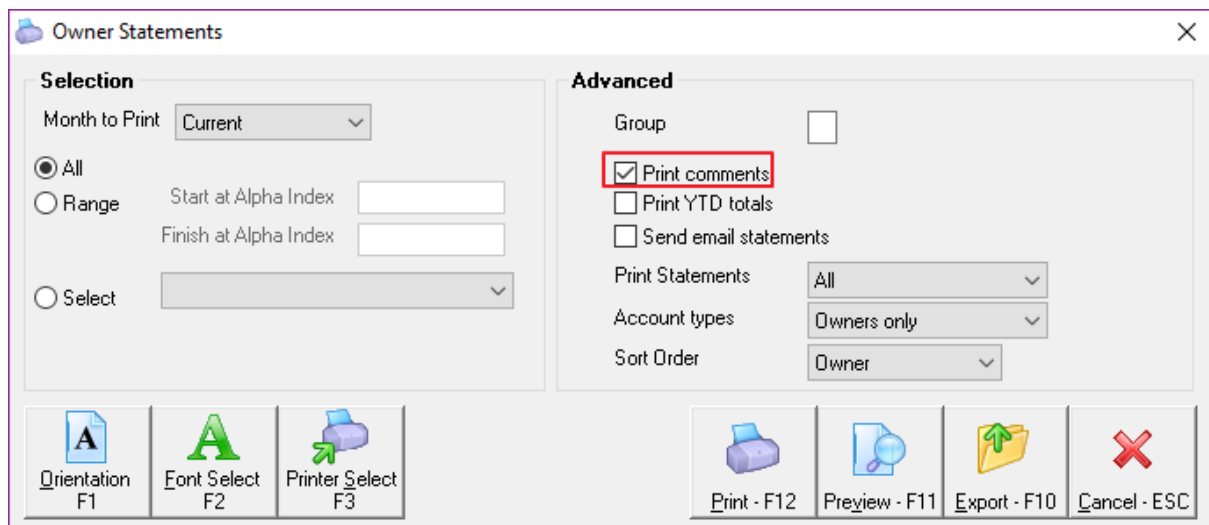 Owner Statements
Selection
Month to Print Current
All
Range Start at Alpha Index
Finish at Alpha Index
Select
Advanced
Group
Print comments
Print YTD totals
Send email statements
Print Statements All
Account types Owners only
Sort Order Owner
A
Orientation
F1
A
Font Select
F2
Printer Select
F3
Print - F12
Preview - F11
Export - F10
Cancel - ESC